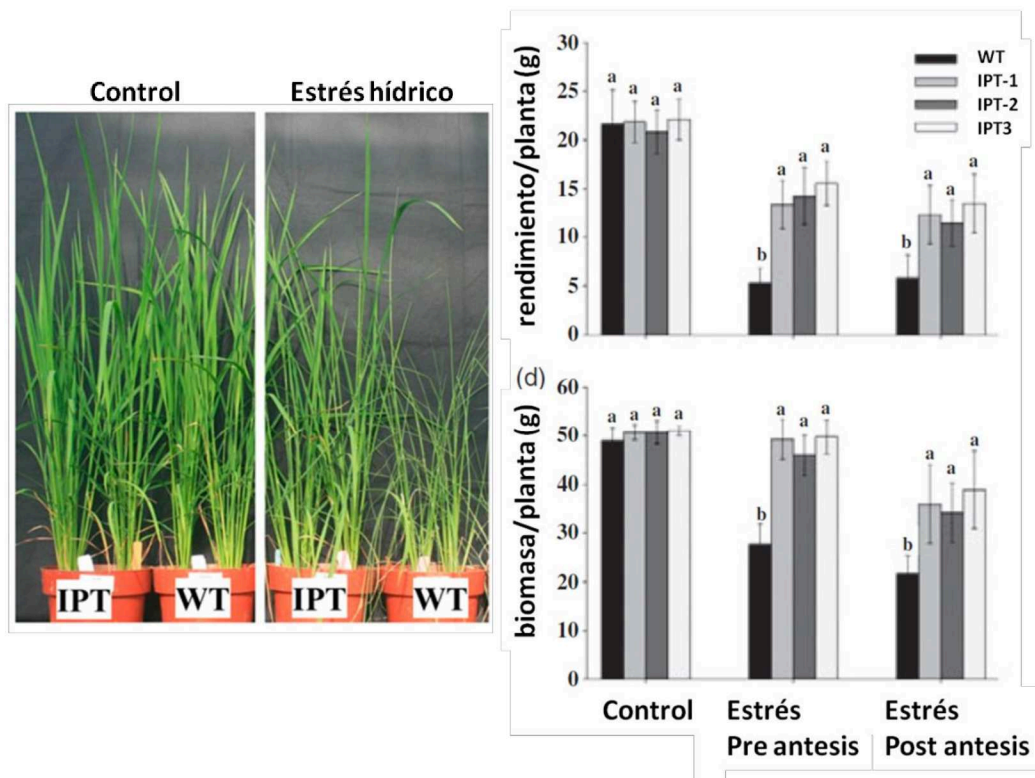 Control Estrés hídrico
IPT WT IPT WT
rendimiento/planta (g)
30
25
20
15
10
5
0
WT
IPT-1
IPT-2
IPT3
a a a a
b a a a
b a a a
(d)
biomasa/planta (g)
60
50
40
30
20
10
0
a a a a
b a a a
b a a a
Control Estrés Estrés
Pre antesis Post antesis